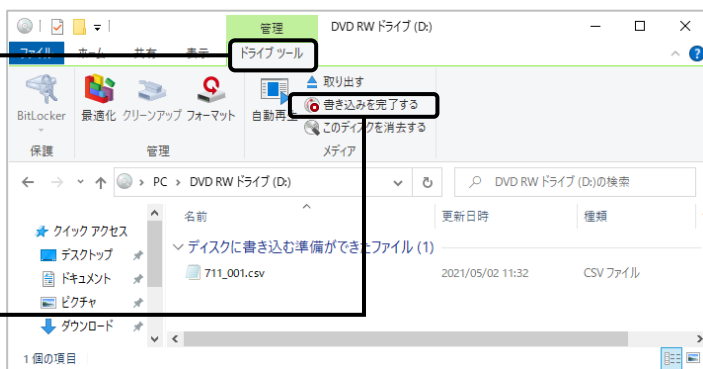 管理
DVD RW ドライブ (D:)
ファイル
ホーム
共有
表示
ドライブ ツール
BitLocker
最適化
クリーンアップ
フォーマット
自動再生
取り出す
書き込みを完了する
このディスクを消去する
保護
管理
メディア
PC › DVD RW ドライブ (D:)
DVD RW ドライブ (D:)の検索
クイック アクセス
デスクトップ
ドキュメント
ピクチャ
ダウンロード
名前
更新日時
種類
ディスクに書き込む準備ができたファイル (1)
711_001.csv
2021/05/02 11:32
CSV ファイル
1 個の項目